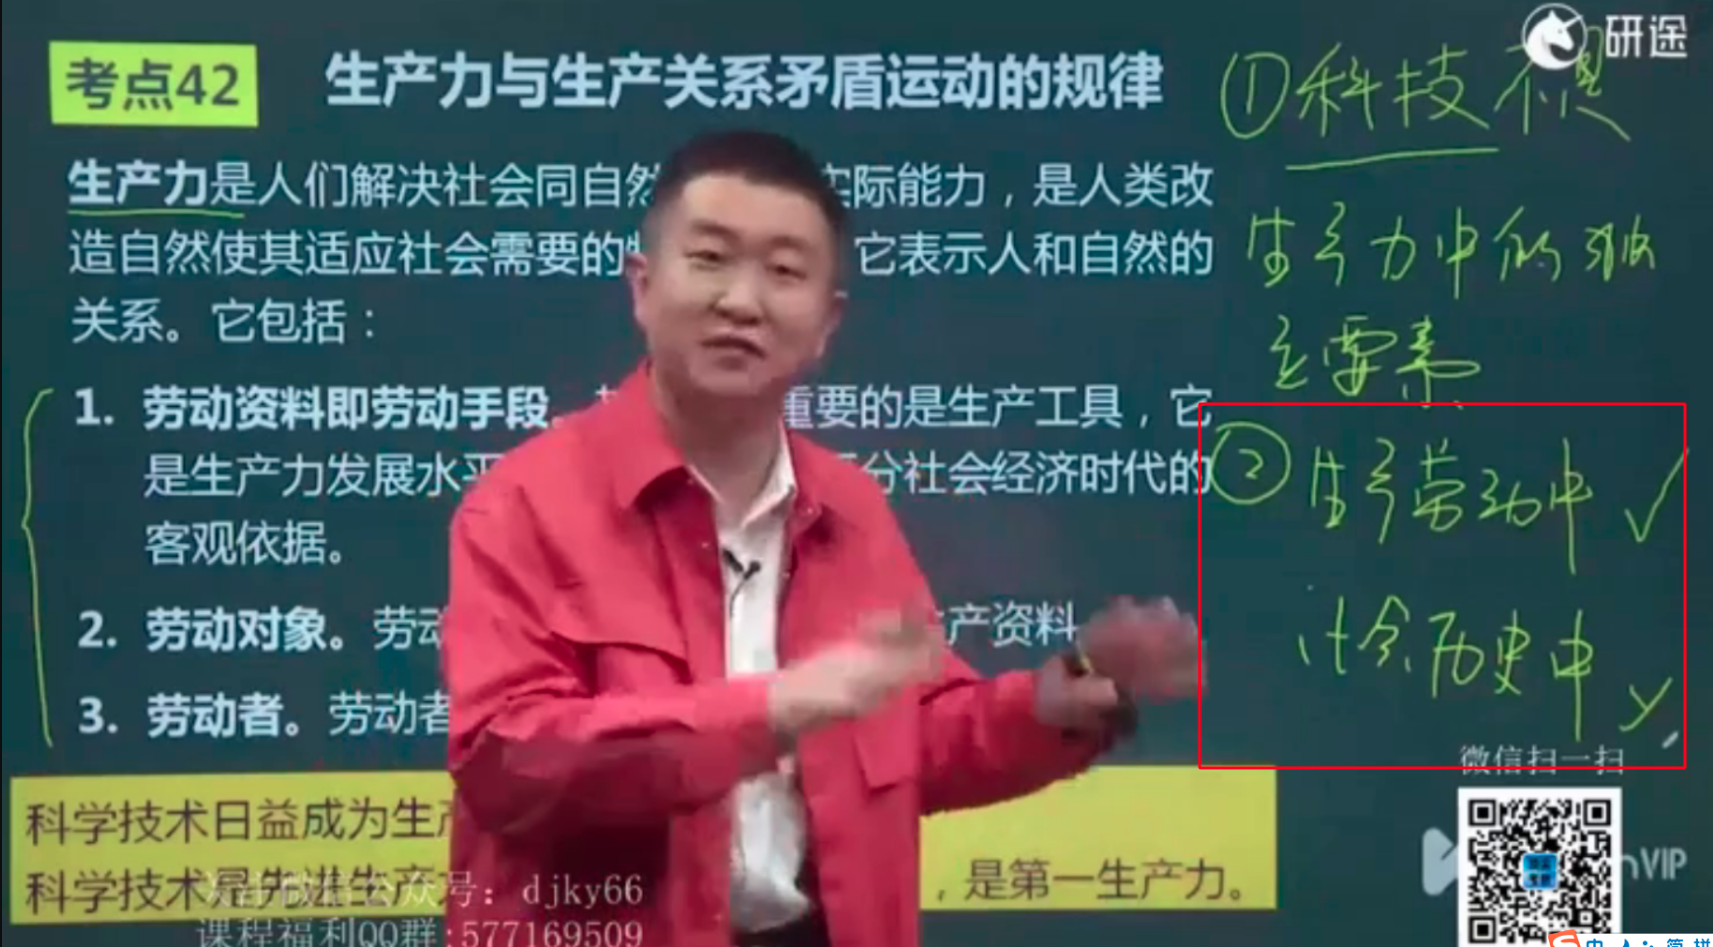 研途
考点42
生产力与生产关系矛盾运动的规律
生产力是人们解决社会同自然 实际能力，是人类改
造自然使其适应社会需要的 它表示人和自然的
关系。它包括：
1. 劳动资料即劳动手段。 重要的是生产工具，它
是生产力发展水平 分社会经济时代的
客观依据。
2. 劳动对象。劳动 生产资料
3. 劳动者。劳动者
科学技术日益成为生产
科学技术是先进生产 ，是第一生产力。
①科技不是
生产力中的独
立要素
②生产劳动中 ✓
社会历史中
微信扫一扫
VIP
公众号：djky66
课程福利QQ群:577169509